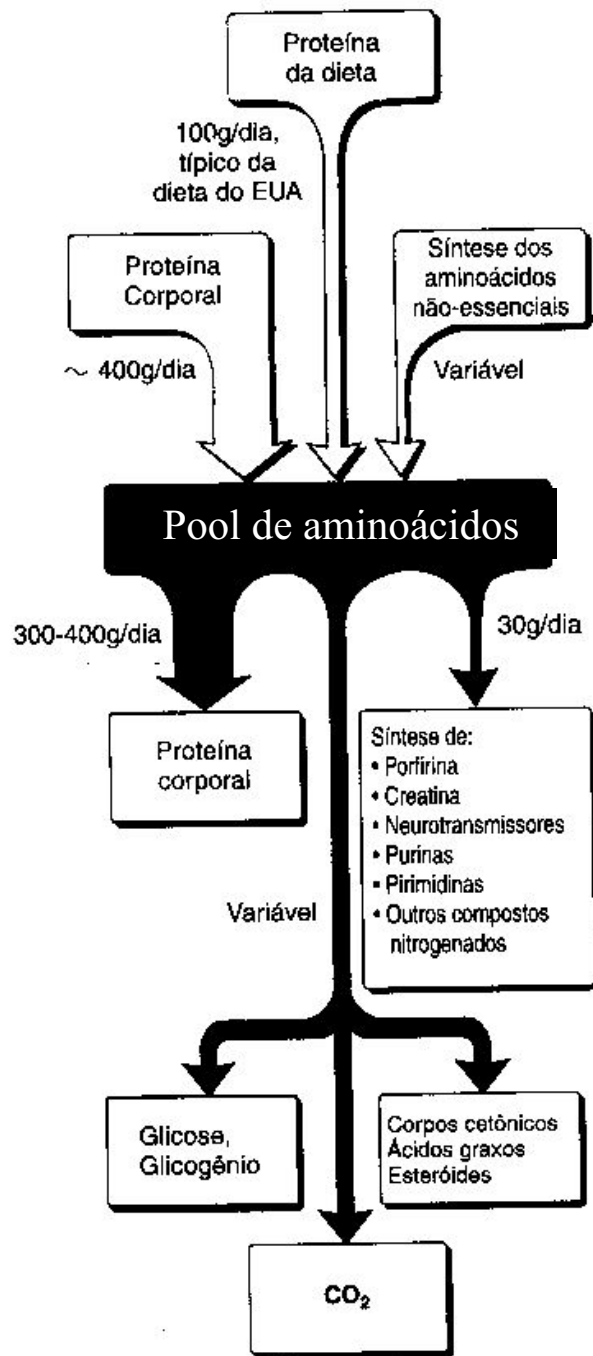 Proteína
da dieta
100g/dia,
típico da
dieta do EUA
Proteína
Corporal
Síntese dos
aminoácidos
não-essenciais
~ 400g/dia
Variável
Pool de aminoácidos
300-400g/dia
30g/dia
Proteína
corporal
Síntese de:
• Porfirina
• Creatina
• Neurotransmissores
• Purinas
• Pirimidinas
• Outros compostos
nitrogenados
Variável
Glicose,
Glicogênio
Corpos cetônicos
Ácidos graxos
Esteróides
CO₂